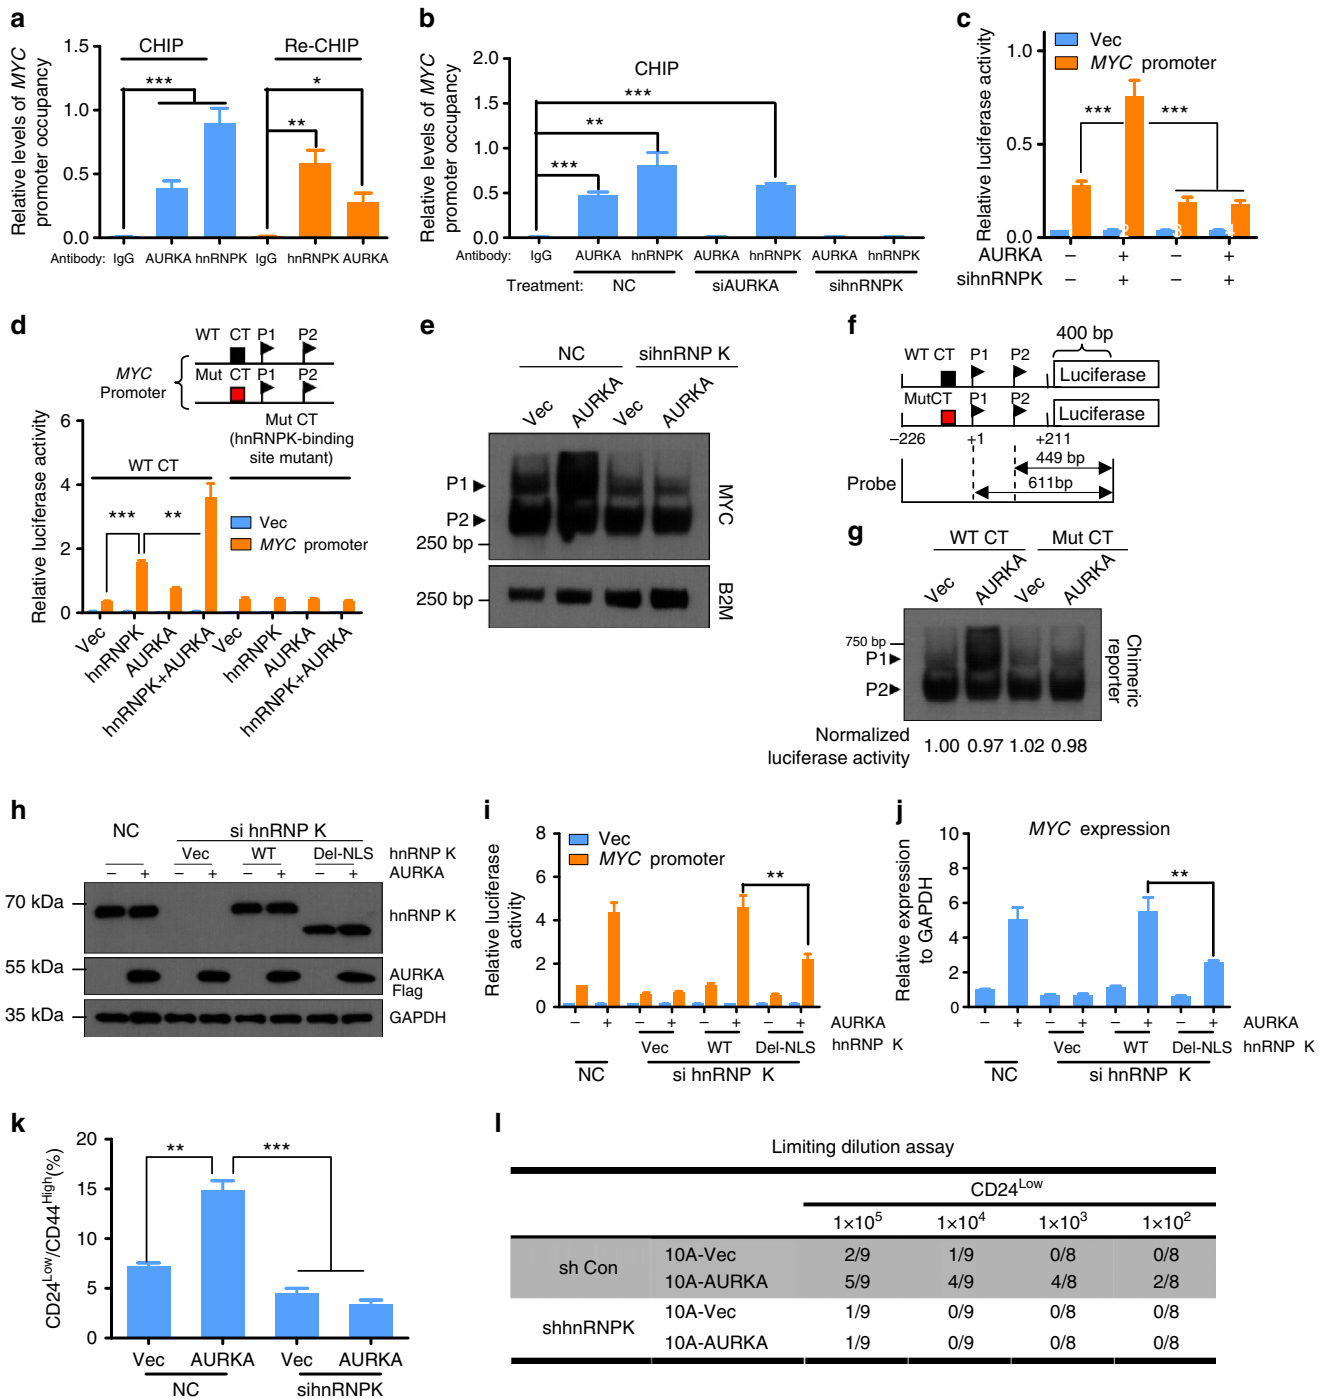 a
CHIP
Re-CHIP
Relative levels of MYC
promoter occupancy
1.5
1.0
0.5
0.0
***
**
*
Antibody: IgG AURKA hnRNPK IgG hnRNPK AURKA
b
CHIP
Relative levels of MYC
promoter occupancy
2.0
1.5
1.0
0.5
0.0
***
**
***
Antibody: IgG AURKA hnRNPK AURKA hnRNPK AURKA hnRNPK
Treatment: NC siAURKA sihnRNPK
c
Vec
MYC promoter
Relative luciferase activity
1.0
0.5
0.0
*** ***
AURKA − + − +
sihnRNPK − + − +
d
WT CT P1 P2
MYC
Promoter
Mut CT P1 P2
Mut CT
(hnRNPK-binding
site mutant)
WT CT
Relative luciferase activity
6
4
2
0
*** **
Vec
MYC promoter
Vec
hnRNPK
AURKA
hnRNPK+AURKA
Vec
hnRNPK
AURKA
hnRNPK+AURKA
e
NC sihnRNP K
Vec AURKA Vec AURKA
P1
P2
250 bp
MYC
250 bp
B2M
f
400 bp
WT CT P1 P2 Luciferase
MutCT P1 P2 Luciferase
−226 +1 +211
449 bp
Probe 611bp
g
WT CT Mut CT
Vec AURKA Vec AURKA
750 bp
P1
P2
Chimeric
reporter
Normalized
luciferase activity
1.00 0.97 1.02 0.98
h
NC si hnRNP K
Vec WT Del-NLS hnRNP K
− + − + − + − + AURKA
70 kDa hnRNP K
55 kDa AURKA
Flag
35 kDa GAPDH
i
Vec
MYC promoter
Relative luciferase
activity
8
6
4
2
0
**
− + − + − + − + AURKA
Vec WT Del-NLS hnRNP K
NC si hnRNP K
j
MYC expression
Relative expression
to GAPDH
10
8
6
4
2
0
**
− + − + − + − + AURKA
Vec WT Del-NLS hnRNP K
NC si hnRNP K
k
CD24Low/CD44High(%)
20
15
10
5
0
** ***
Vec AURKA Vec AURKA
NC sihnRNPK
l
Limiting dilution assay
CD24Low
1×10⁵ 1×10⁴ 1×10³ 1×10²
sh Con
10A-Vec 2/9 1/9 0/8 0/8
10A-AURKA 5/9 4/9 4/8 2/8
shhnRNPK
10A-Vec 1/9 0/9 0/8 0/8
10A-AURKA 1/9 0/9 0/8 0/8